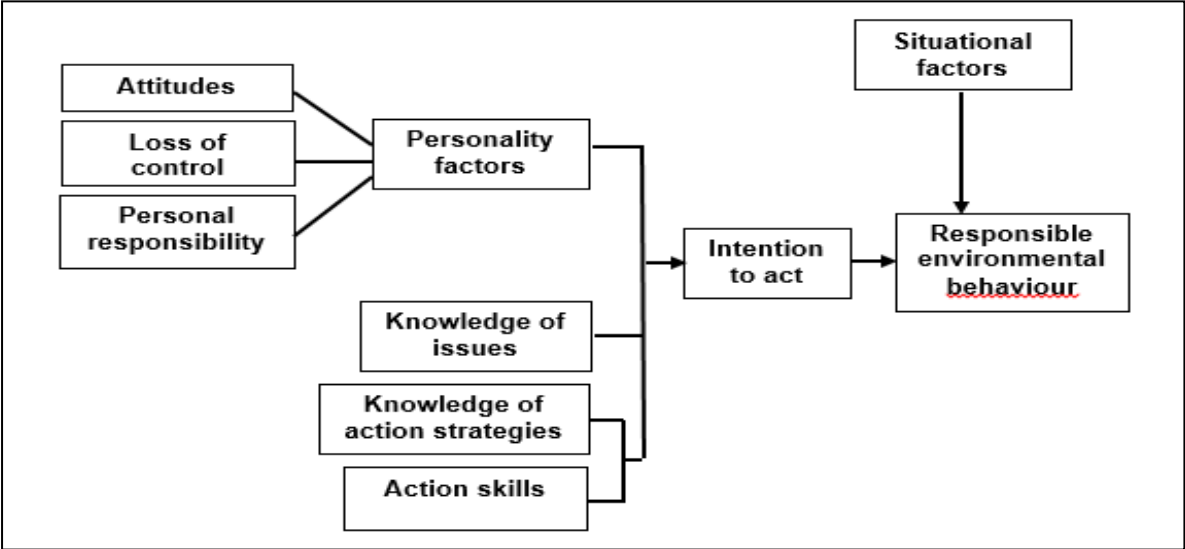 Situational
factors
Attitudes
Loss of
control
Personal
responsibility
Personality
factors
Intention
to act
Responsible
environmental
behaviour
Knowledge of
issues
Knowledge of
action strategies
Action skills